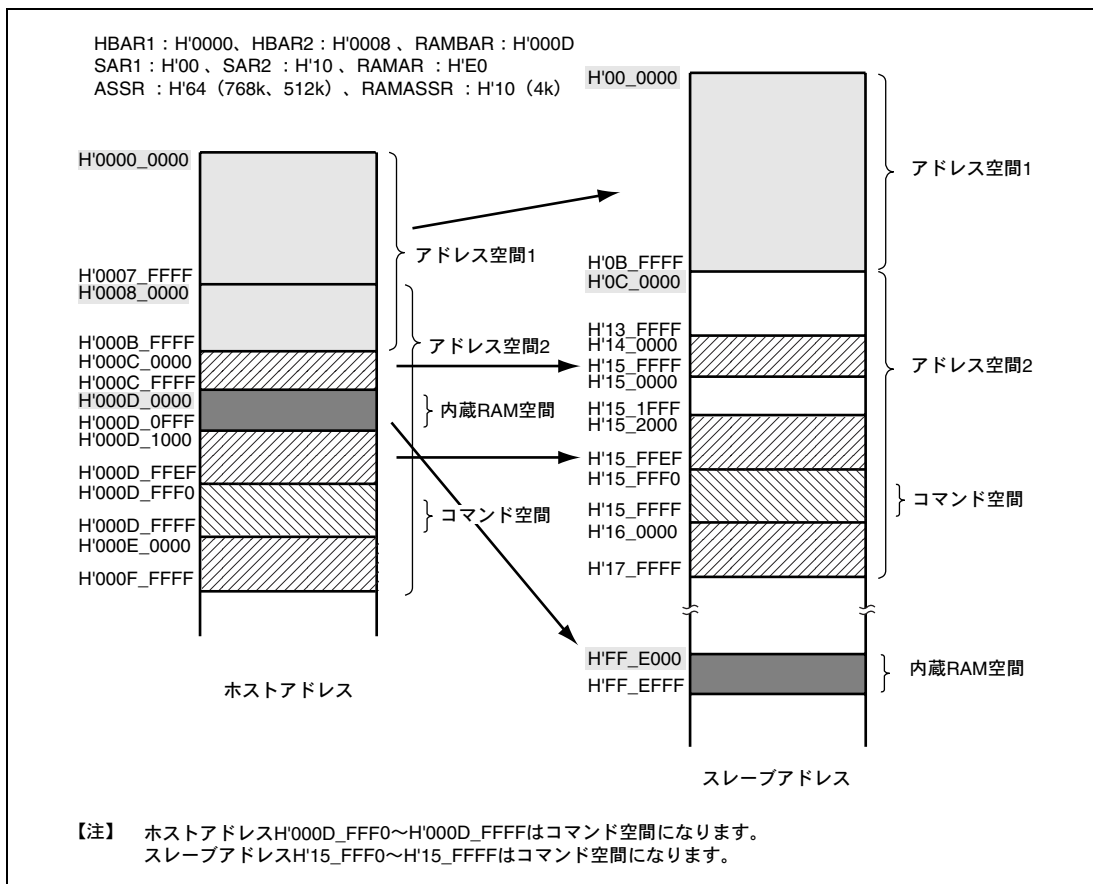 HBAR1：H'0000、HBAR2：H'0008 、RAMBAR：H'000D
SAR1：H'00 、SAR2 ：H'10 、RAMAR ：H'E0
ASSR ：H'64（768k、512k）、RAMASSR ：H'10（4k）
H'0000_0000
H'0007_FFFF
H'0008_0000
H'000B_FFFF
H'000C_0000
H'000C_FFFF
H'000D_0000
H'000D_0FFF
H'000D_1000
H'000D_FFEF
H'000D_FFF0
H'000D_FFFF
H'000E_0000
H'000F_FFFF
アドレス空間1
アドレス空間2
内蔵RAM空間
コマンド空間
ホストアドレス
H'00_0000
H'0B_FFFF
H'0C_0000
H'13_FFFF
H'14_0000
H'15_FFFF
H'15_0000
H'15_1FFF
H'15_2000
H'15_FFEF
H'15_FFF0
H'15_FFFF
H'16_0000
H'17_FFFF
H'FF_E000
H'FF_EFFF
アドレス空間1
アドレス空間2
コマンド空間
内蔵RAM空間
スレーブアドレス
【注】 ホストアドレスH'000D_FFF0～H'000D_FFFFはコマンド空間になります。
スレーブアドレスH'15_FFF0～H'15_FFFFはコマンド空間になります。